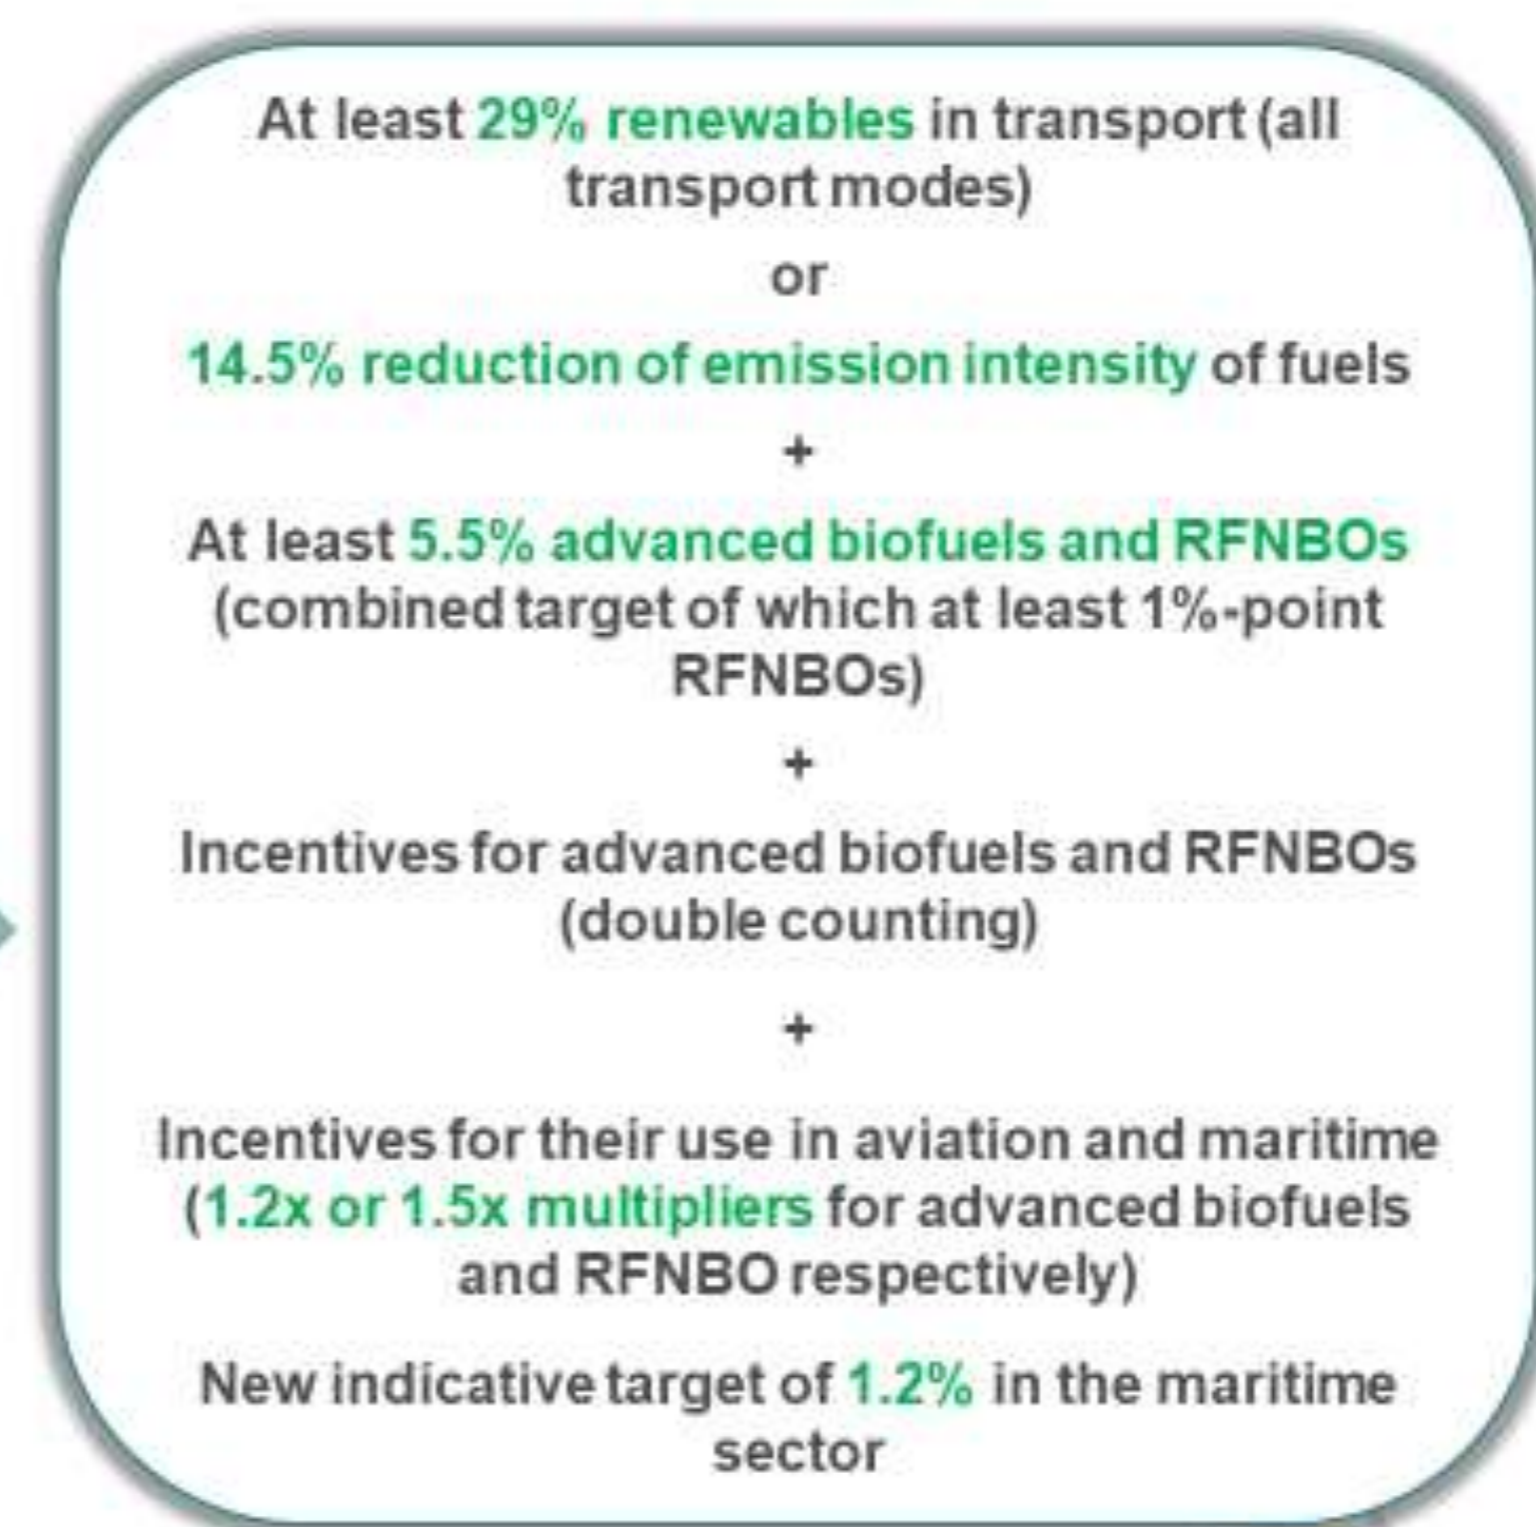 At least 29% renewables in transport (all
transport modes)
or
14.5% reduction of emission intensity of fuels
+
At least 5.5% advanced biofuels and RFNBOs
(combined target of which at least 1%-point
RFNBOs)
+
Incentives for advanced biofuels and RFNBOs
(double counting)
+
Incentives for their use in aviation and maritime
(1.2x or 1.5x multipliers for advanced biofuels
and RFNBO respectively)
New indicative target of 1.2% in the maritime
sector